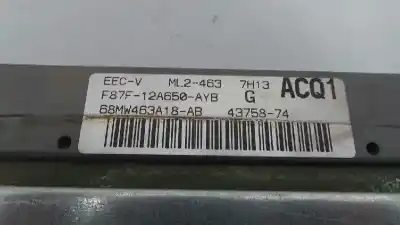 EEC-V ML2-463 7H13 ACQ1
F87F-12A650-AYB G
68MW463A18-AB 43758-74